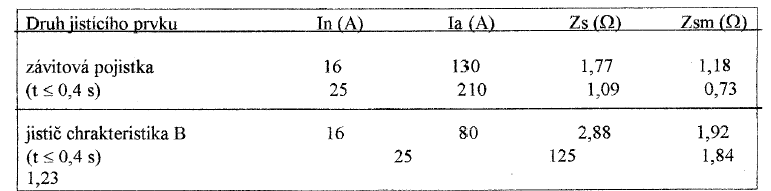 Druh jistícího prvku In (A) Ia (A) Zs (Ω) Zsm (Ω)
závitová pojistka 16 130 1,77 1,18
(t ≤ 0,4 s) 25 210 1,09 0,73
jistič chrakteristika B 16 80 2,88 1,92
(t ≤ 0,4 s) 25 125 1,84
1,23